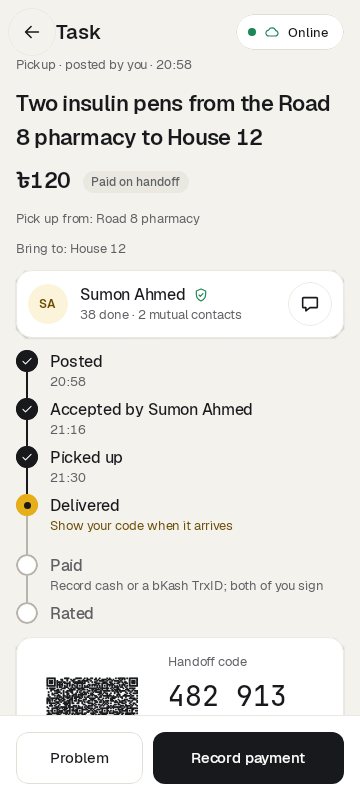 Task
Online
Pickup · posted by you · 20:58
Two insulin pens from the Road
8 pharmacy to House 12
৳120
Paid on handoff
Pick up from: Road 8 pharmacy
Bring to: House 12
SA
Sumon Ahmed
38 done · 2 mutual contacts
Posted
20:58
Accepted by Sumon Ahmed
21:16
Picked up
21:30
Delivered
Show your code when it arrives
Paid
Record cash or a bKash TrxID; both of you sign
Rated
Handoff code
482 913
Problem
Record payment